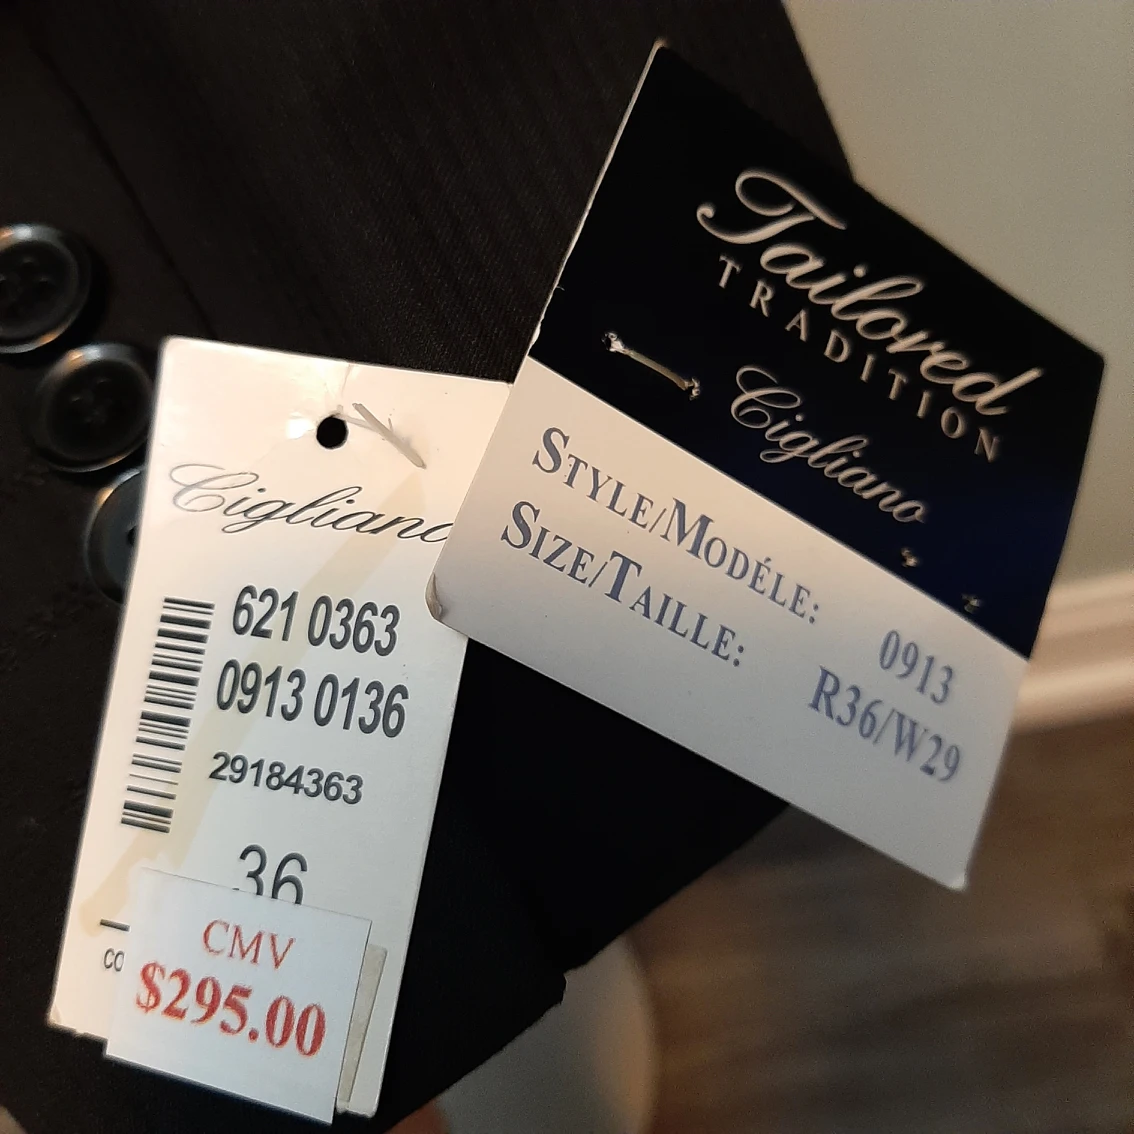 Cigliano
621 0363
0913 0136
29184363
36
CMV
$295.00
Tailored
TRADITION
Cigliano
STYLE/MODÉLE: 0913
SIZE/TAILLE: R36/W29